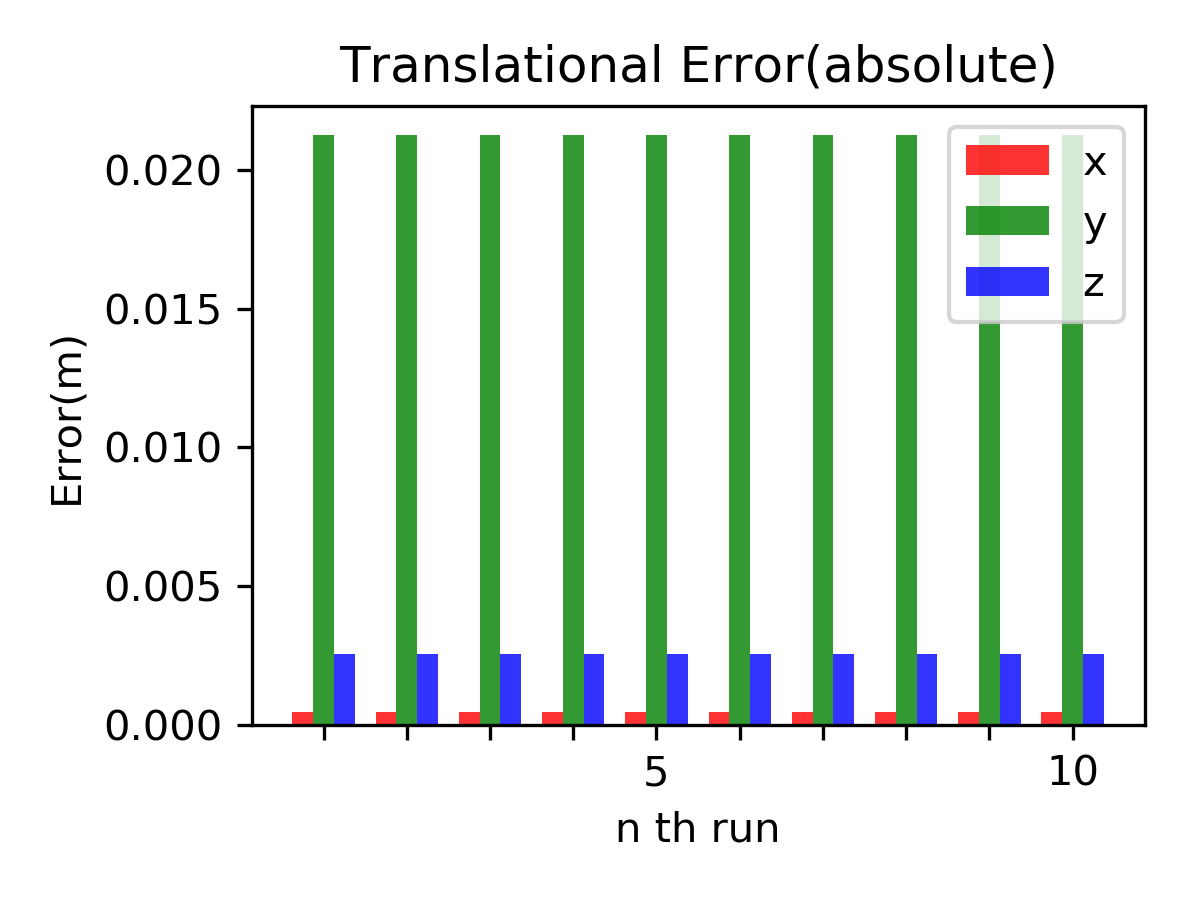 Translational Error(absolute)
Error(m)
0.020
0.015
0.010
0.005
0.000
x
y
z
5
10
n th run